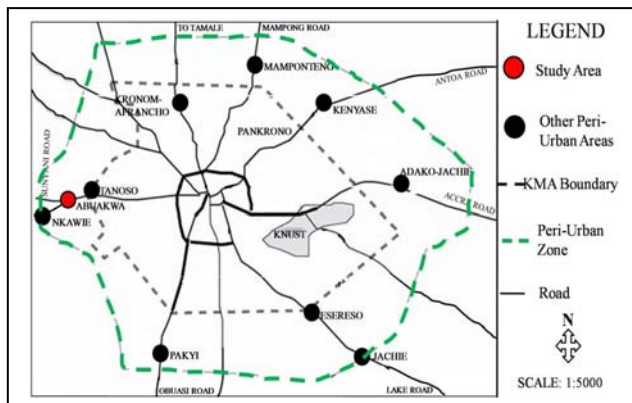 TO TAMALE
MAMPONG ROAD
MAMPONTENG
ANTOA ROAD
KRONOM-
AFRANCHO
KENYASE
PANKRONO
SUNYANI ROAD
TANOSO
ABUAKWA
NKAWIE
ADAKO-JACHIE
ACCRA ROAD
KNUST
ESERESO
PAKYI
JACHIE
OBUASI ROAD
LAKE ROAD
LEGEND
Study Area
Other Peri-
Urban Areas
KMA Boundary
Peri-Urban
Zone
Road
N
SCALE: 1:5000